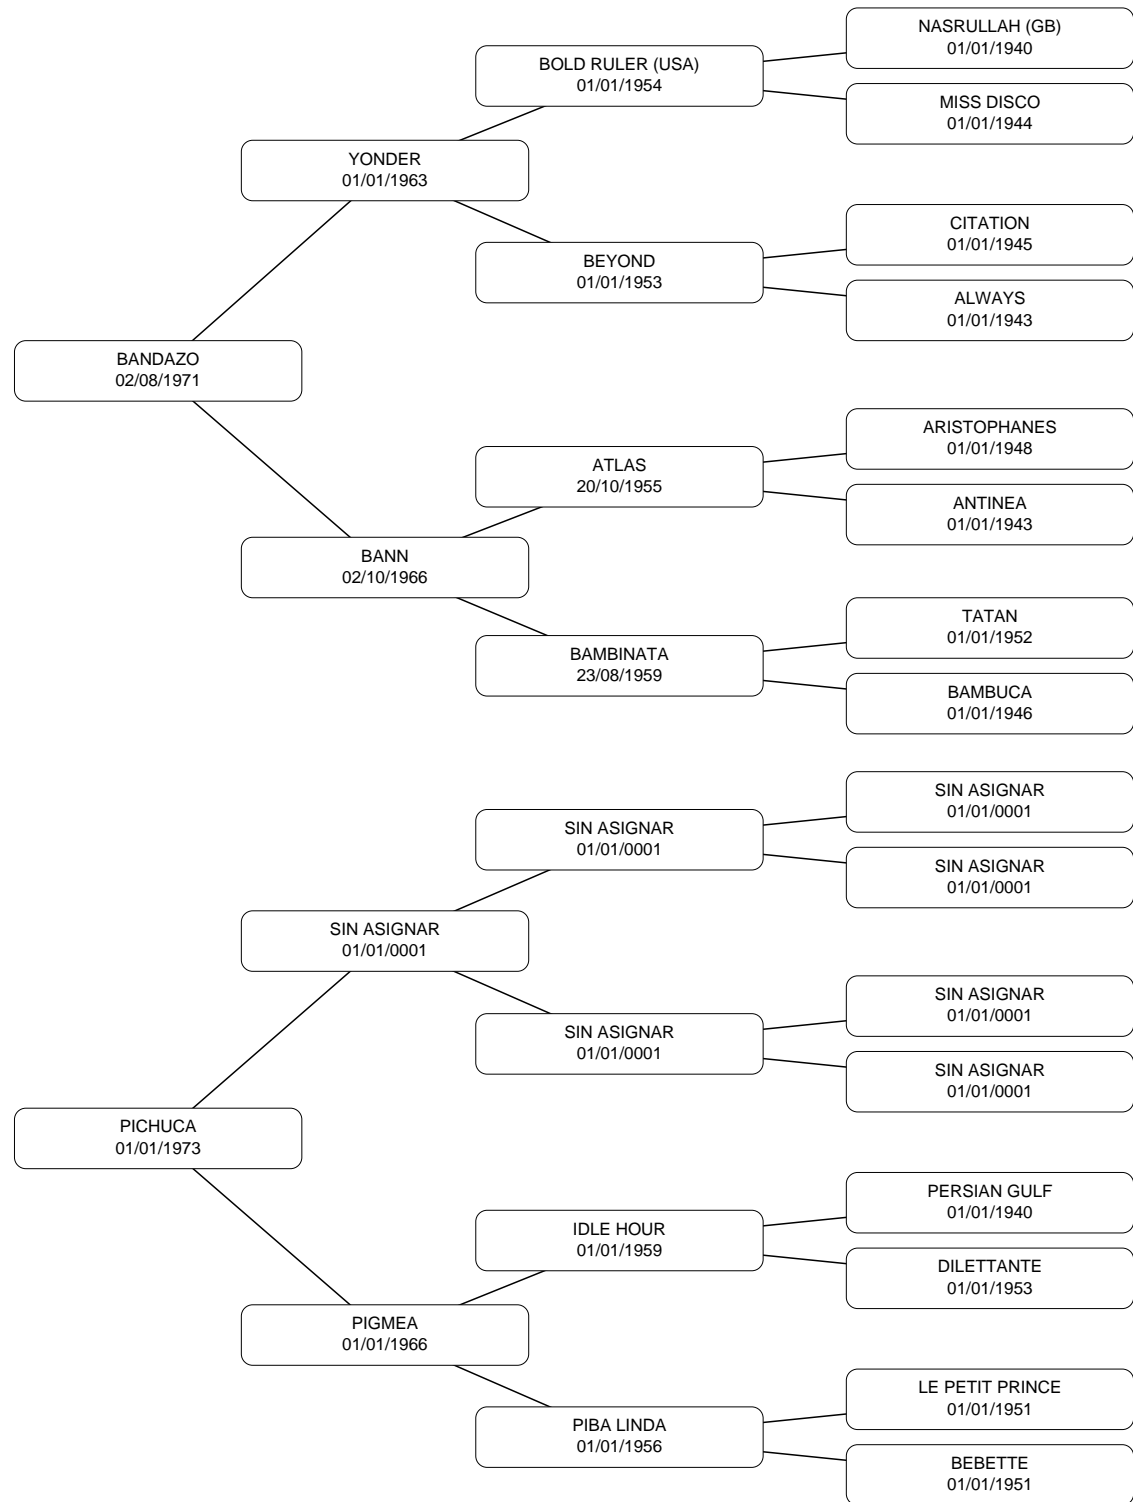 NASRULLAH (GB)
01/01/1940
BOLD RULER (USA)
01/01/1954
MISS DISCO
01/01/1944
YONDER
01/01/1963
CITATION
01/01/1945
BEYOND
01/01/1953
ALWAYS
01/01/1943
BANDAZO
02/08/1971
ARISTOPHANES
01/01/1948
ATLAS
20/10/1955
ANTINEA
01/01/1943
BANN
02/10/1966
TATAN
01/01/1952
BAMBINATA
23/08/1959
BAMBUCA
01/01/1946
SIN ASIGNAR
01/01/0001
SIN ASIGNAR
01/01/0001
SIN ASIGNAR
01/01/0001
SIN ASIGNAR
01/01/0001
SIN ASIGNAR
01/01/0001
SIN ASIGNAR
01/01/0001
SIN ASIGNAR
01/01/0001
PICHUCA
01/01/1973
PERSIAN GULF
01/01/1940
IDLE HOUR
01/01/1959
DILETTANTE
01/01/1953
PIGMEA
01/01/1966
LE PETIT PRINCE
01/01/1951
PIBA LINDA
01/01/1956
BEBETTE
01/01/1951